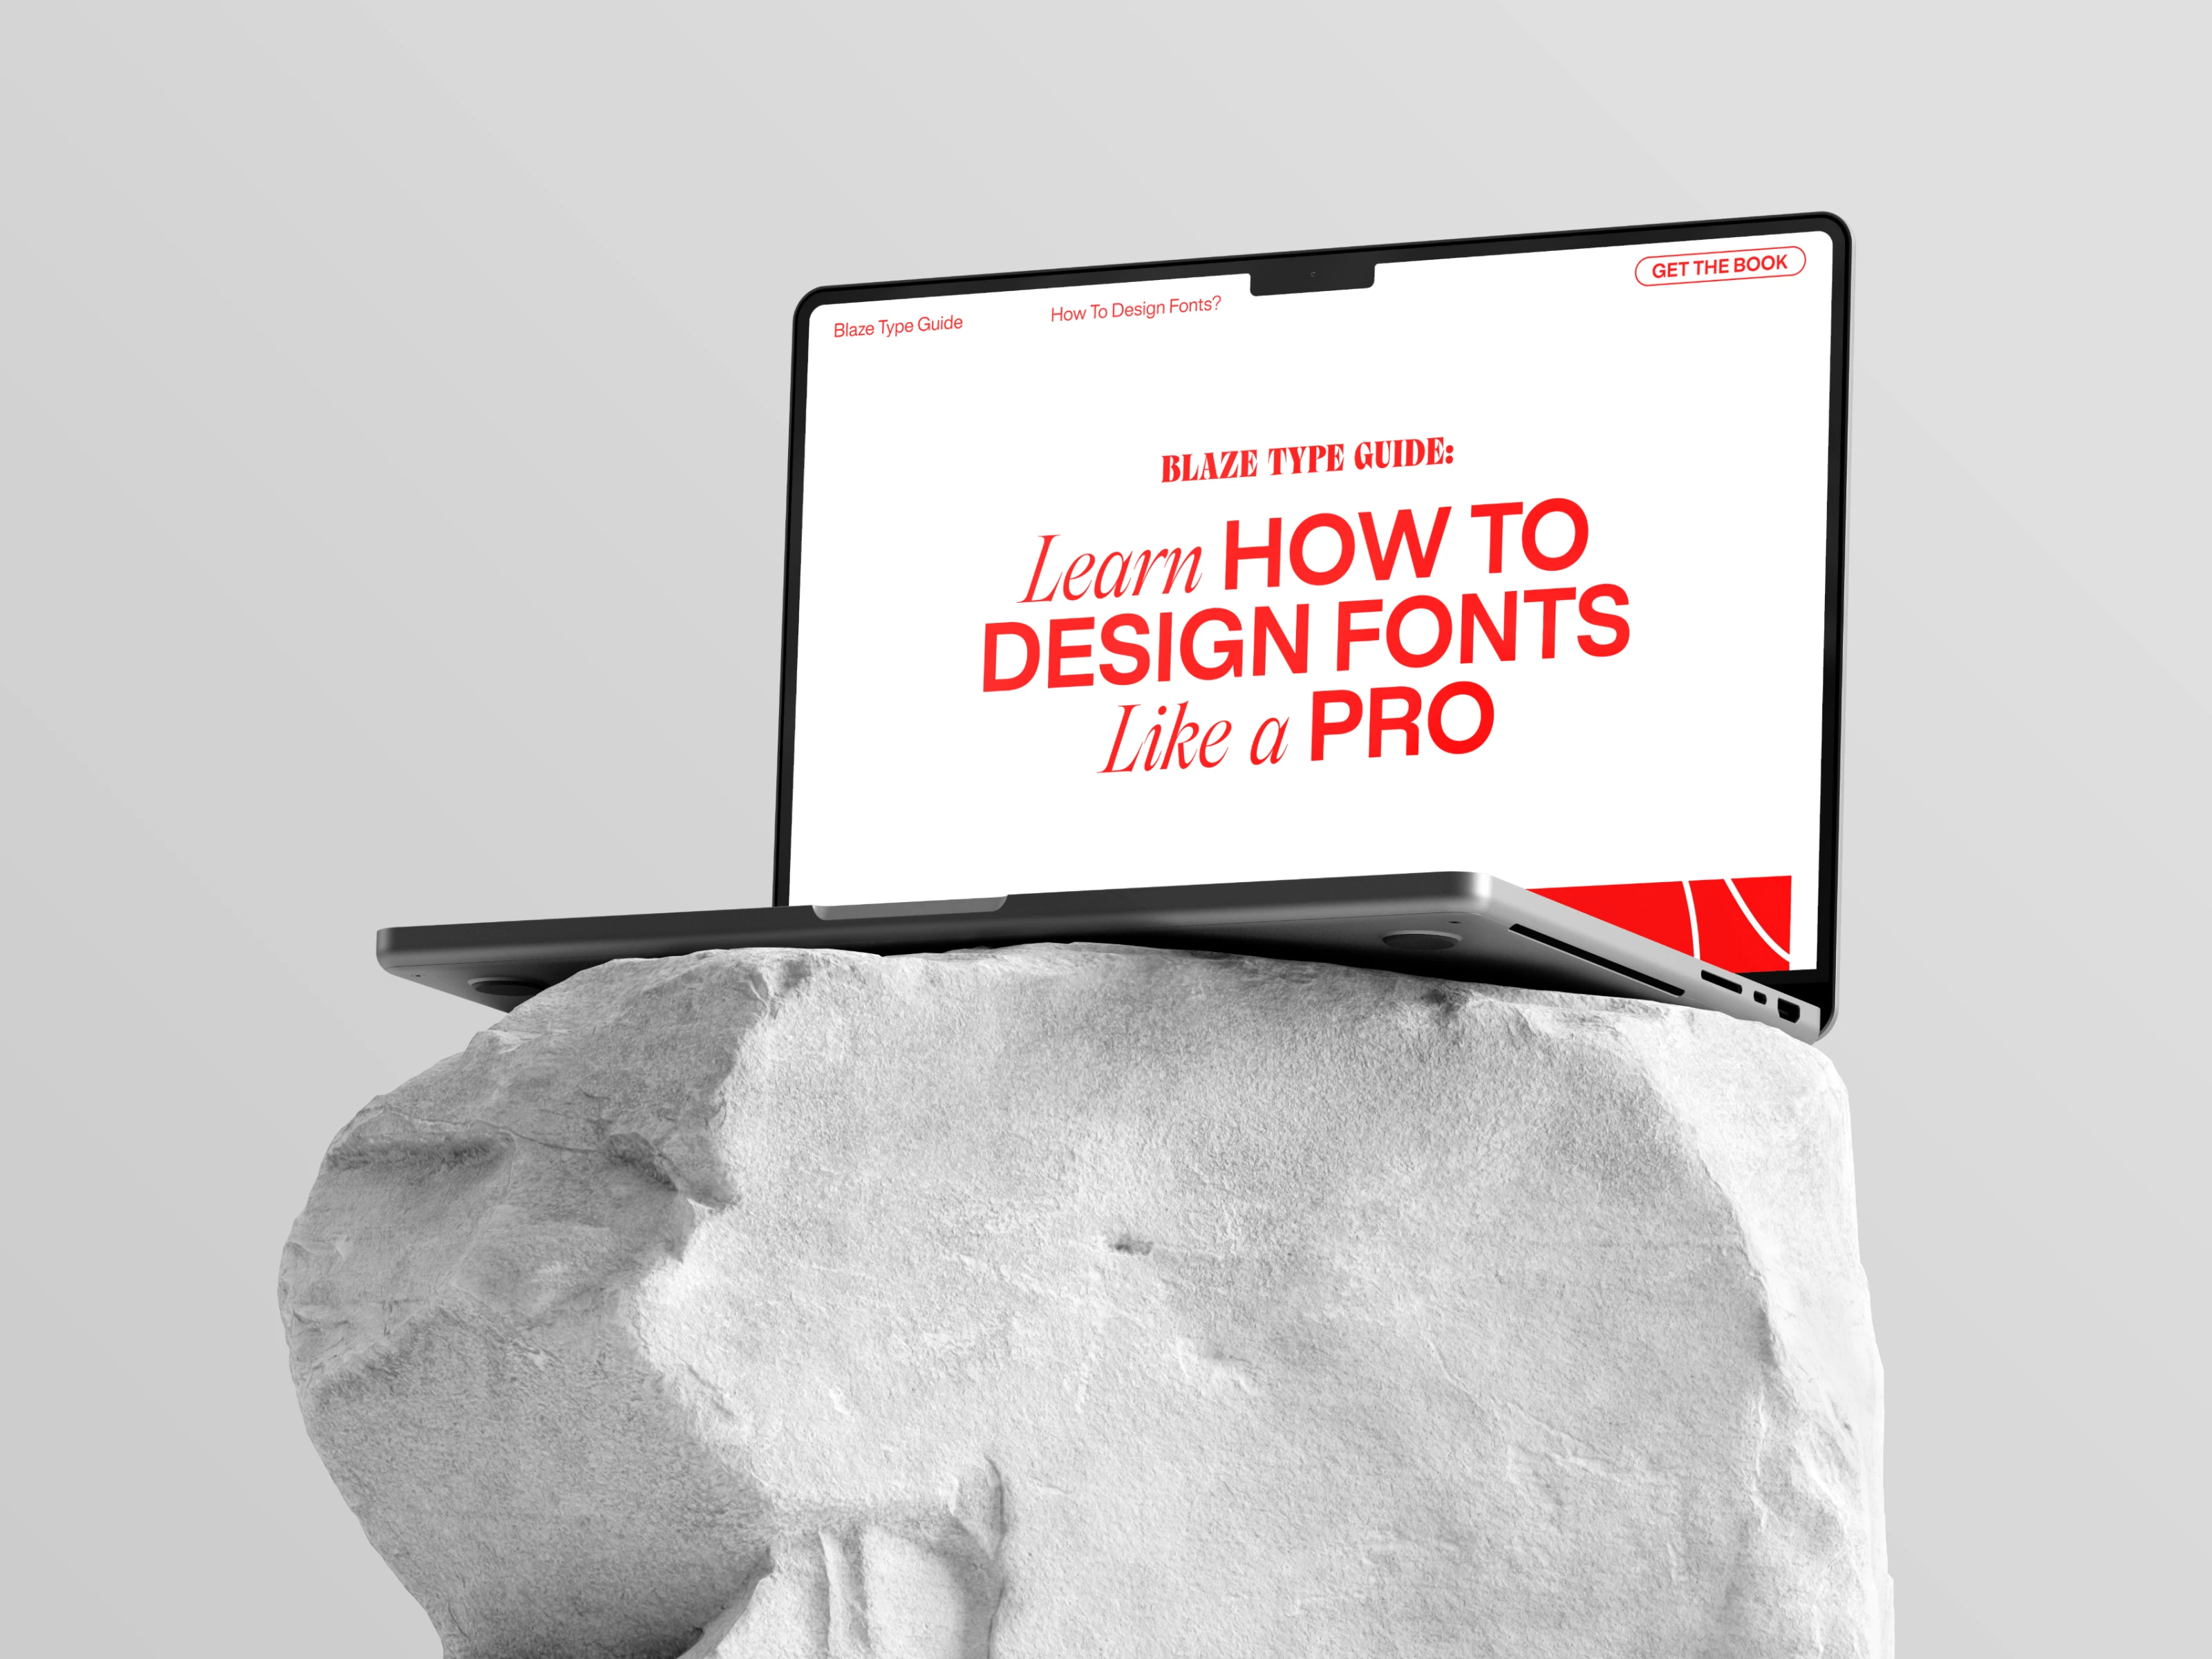 Blaze Type Guide
How To Design Fonts?
GET THE BOOK
BLAZE TYPE GUIDE:
Learn HOW TO
DESIGN FONTS
Like a PRO